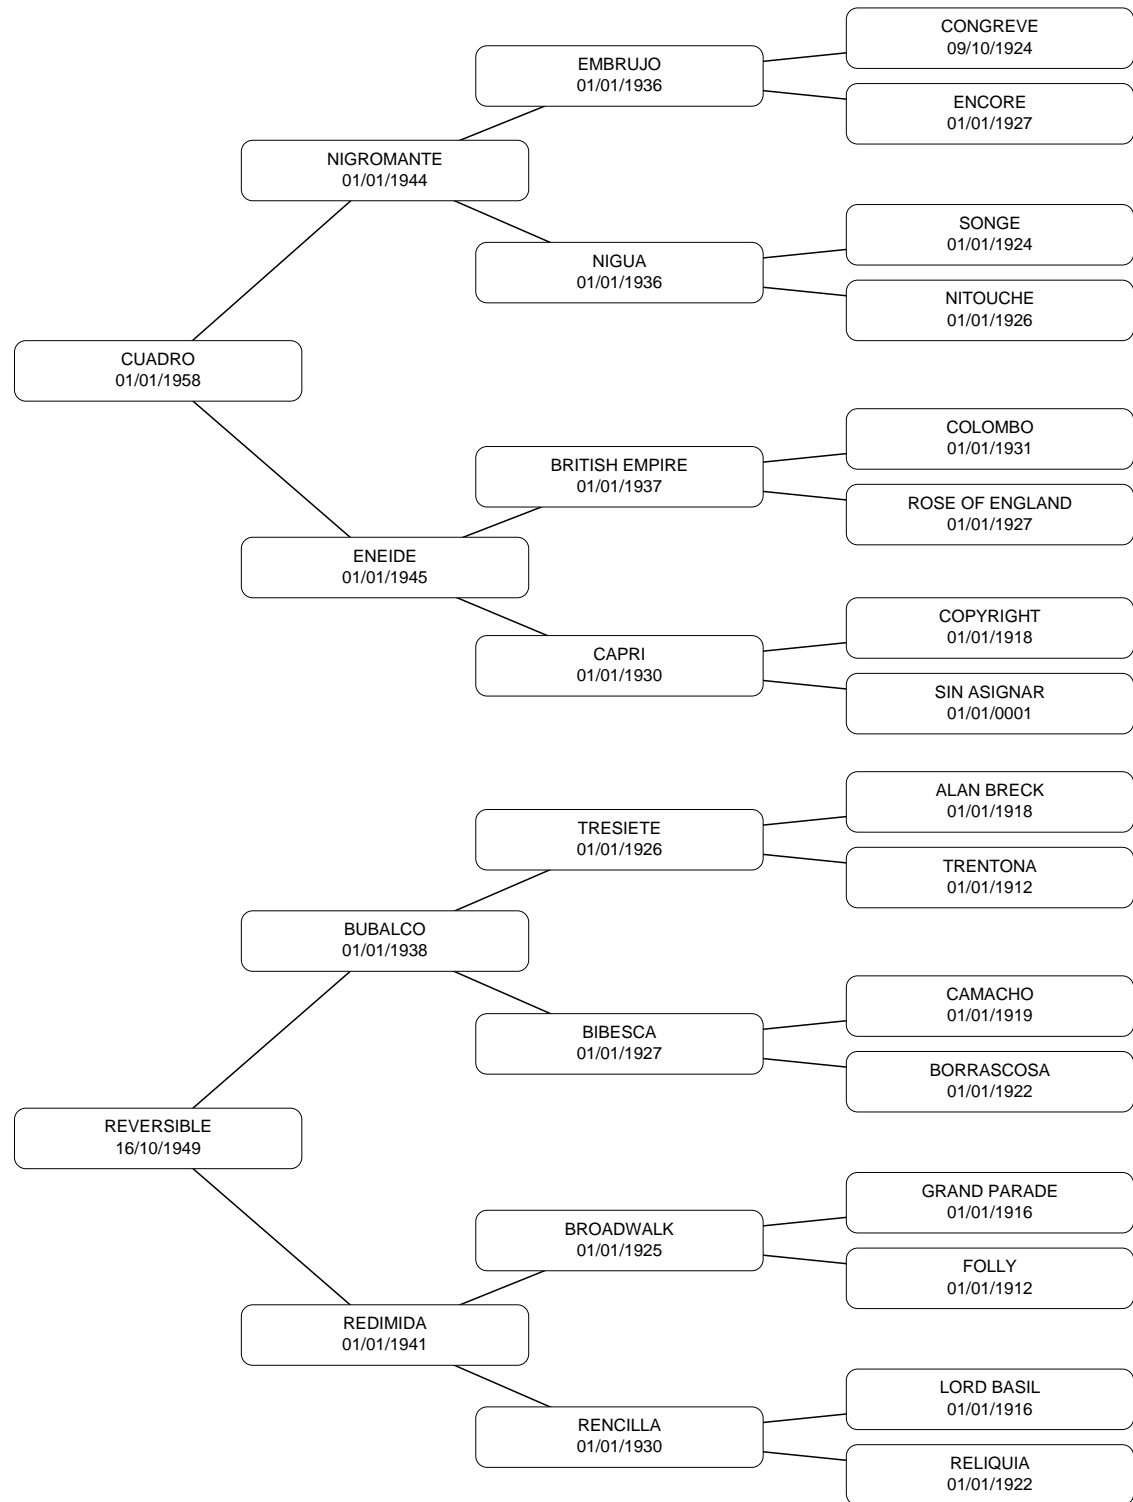 CONGREVE
09/10/1924
EMBRUJO
01/01/1936
ENCORE
01/01/1927
NIGROMANTE
01/01/1944
SONGE
01/01/1924
NIGUA
01/01/1936
NITOUCHE
01/01/1926
CUADRO
01/01/1958
COLOMBO
01/01/1931
BRITISH EMPIRE
01/01/1937
ROSE OF ENGLAND
01/01/1927
ENEIDE
01/01/1945
COPYRIGHT
01/01/1918
CAPRI
01/01/1930
SIN ASIGNAR
01/01/0001
ALAN BRECK
01/01/1918
TRESIETE
01/01/1926
TRENTONA
01/01/1912
BUBALCO
01/01/1938
CAMACHO
01/01/1919
BIBESCA
01/01/1927
BORRASCOSA
01/01/1922
REVERSIBLE
16/10/1949
GRAND PARADE
01/01/1916
BROADWALK
01/01/1925
FOLLY
01/01/1912
REDIMIDA
01/01/1941
LORD BASIL
01/01/1916
RENCILLA
01/01/1930
RELIQUIA
01/01/1922